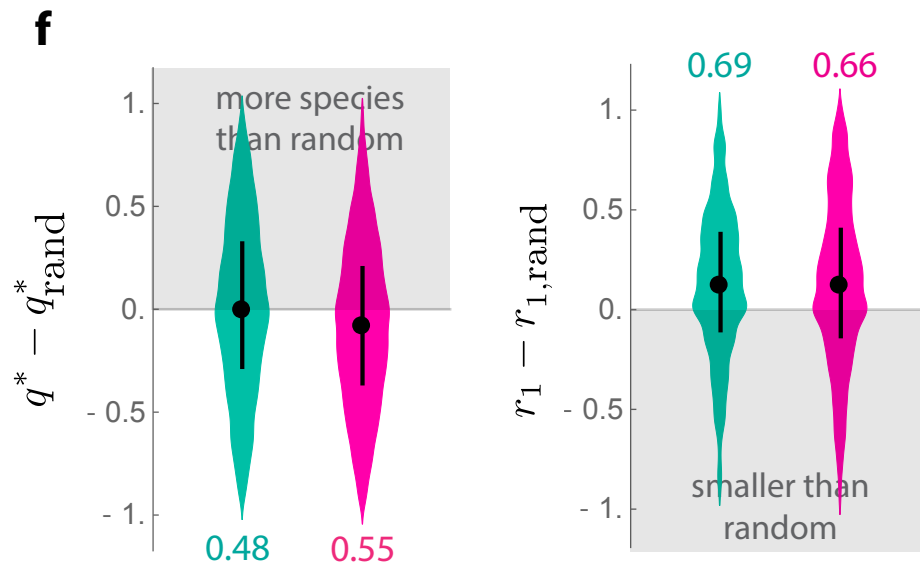 f
more species
than random
1.
0.5
0.
- 0.5
- 1.
q* − q*rand
0.48 0.55
0.69 0.66
1.
0.5
0.
- 0.5
- 1.
r1 − r1,rand
smaller than
random